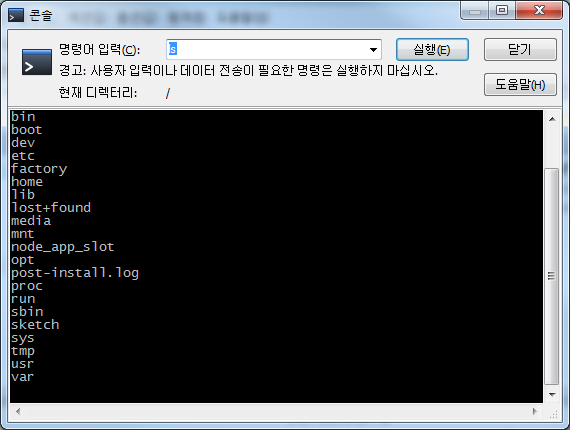 콘솔
명령어 입력(C): s 실행(E) 닫기
경고: 사용자 입력이나 데이터 전송이 필요한 명령은 실행하지 마십시오.
현재 디렉터리: / 도움말(H)
bin
boot
dev
etc
factory
home
lib
lost+found
media
mnt
node_app_slot
opt
post-install.log
proc
run
sbin
sketch
sys
tmp
usr
var